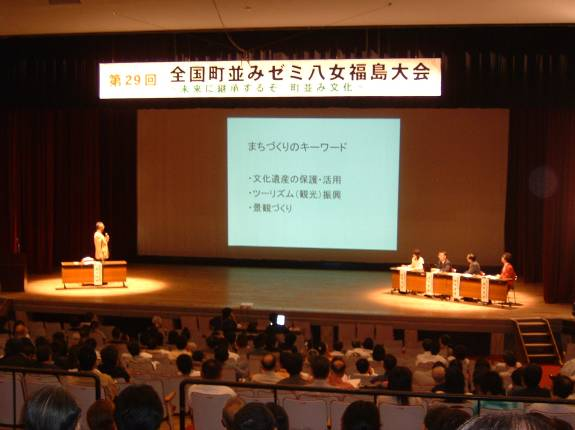 第29回 全国町並みゼミ八女福島大会
未来に継承するぞ 町並み文化
まちづくりのキーワード
・文化遺産の保護・活用
・ツーリズム(観光)振興
・景観づくり